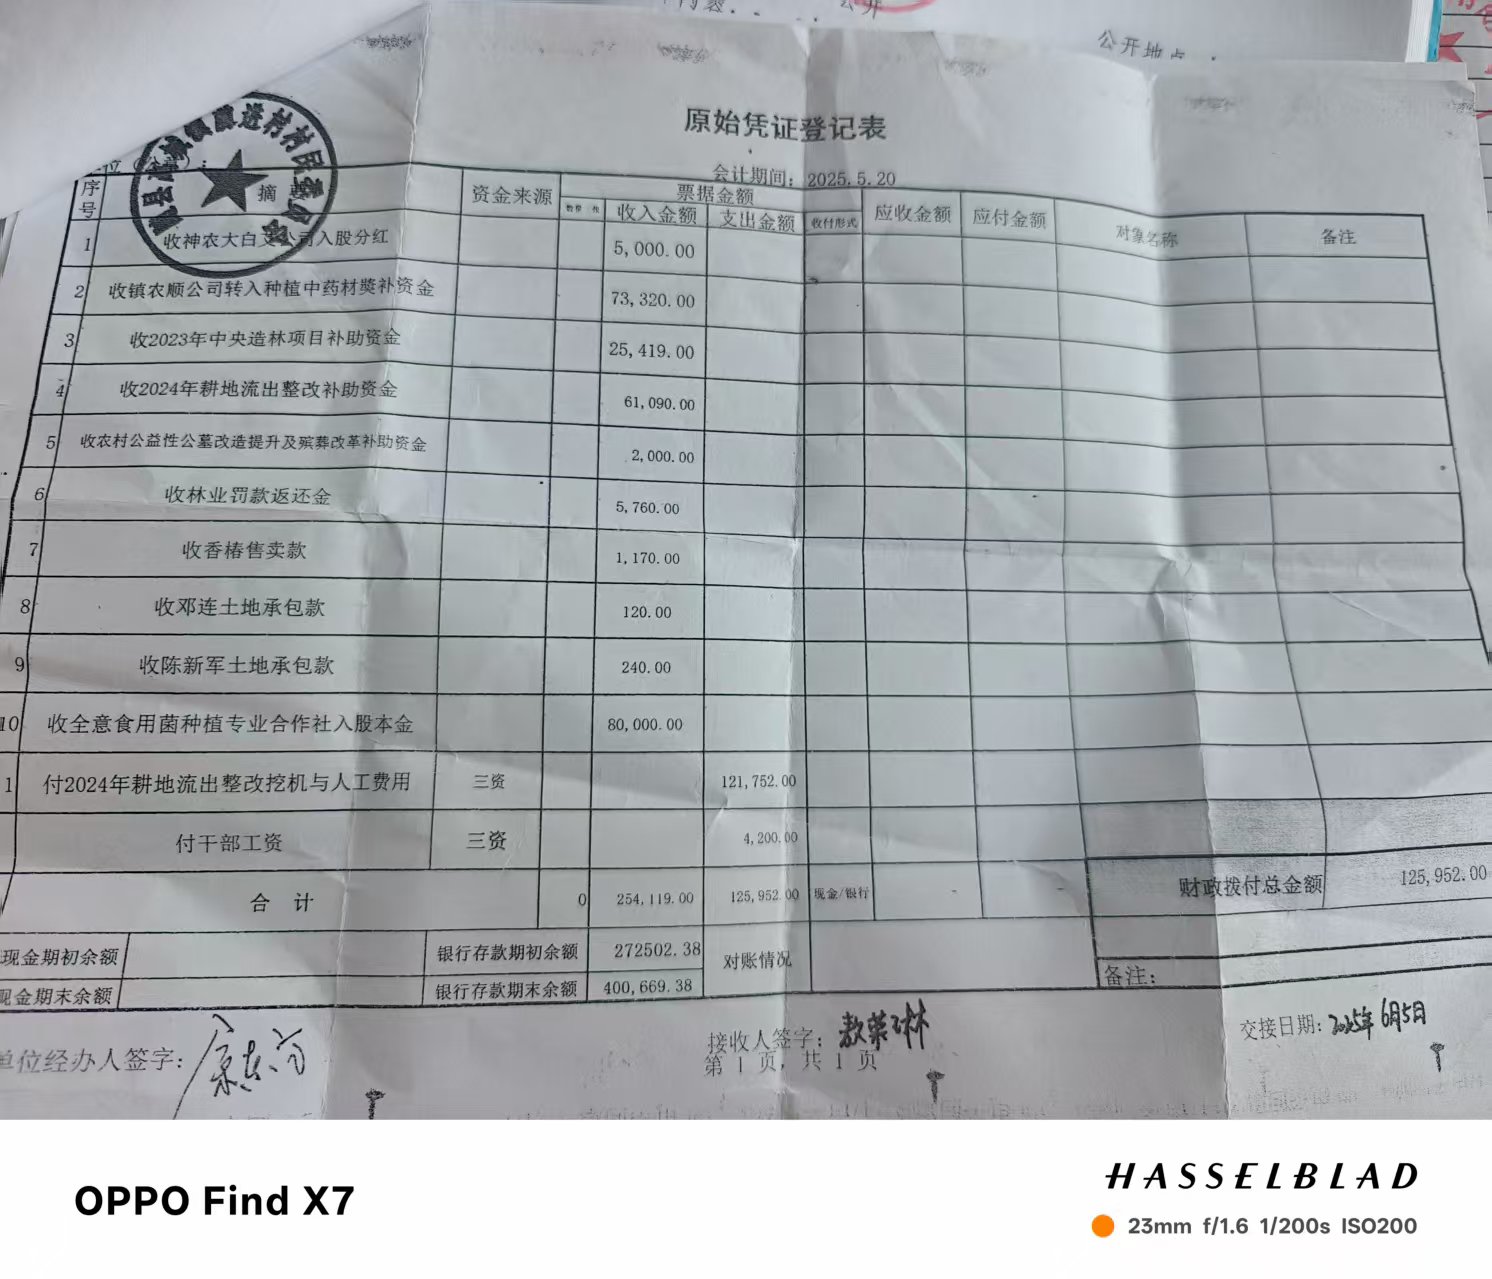 公开
公开地点
原始凭证登记表
会计期间: 2025.5.20
序号 摘 资金来源 票据金额 应收金额 应付金额 对象名称 备注
收入金额 支出金额 收付形式
1 收神农大白 司入股分红 5,000.00
2 收镇农顺公司转入种植中药材奖补资金 73,320.00
3 收2023年中央造林项目补助资金 25,419.00
4 收2024年耕地流出整改补助资金 61,090.00
5 收农村公益性公墓改造提升及殡葬改革补助资金 2,000.00
6 收林业罚款返还金 5,760.00
7 收香椿售卖款 1,170.00
8 收邓连土地承包款 120.00
9 收陈新军土地承包款 240.00
10 收全意食用菌种植专业合作社入股本金 80,000.00
1 付2024年耕地流出整改挖机与人工费用 三资 121,752.00
付干部工资 三资 4,200.00
合 计 0 254,119.00 125,952.00 现金/银行 - - 财政拨付总金额 125,952.00
现金期初余额 银行存款期初余额 272502.38 对账情况
现金期末余额 银行存款期末余额 400,669.38 备注:
单位经办人签字: 接收人签字: 交接日期: 2025年6月5日
第 1 页, 共 1 页
OPPO Find X7
HASSELBLAD
23mm f/1.6 1/200s ISO200